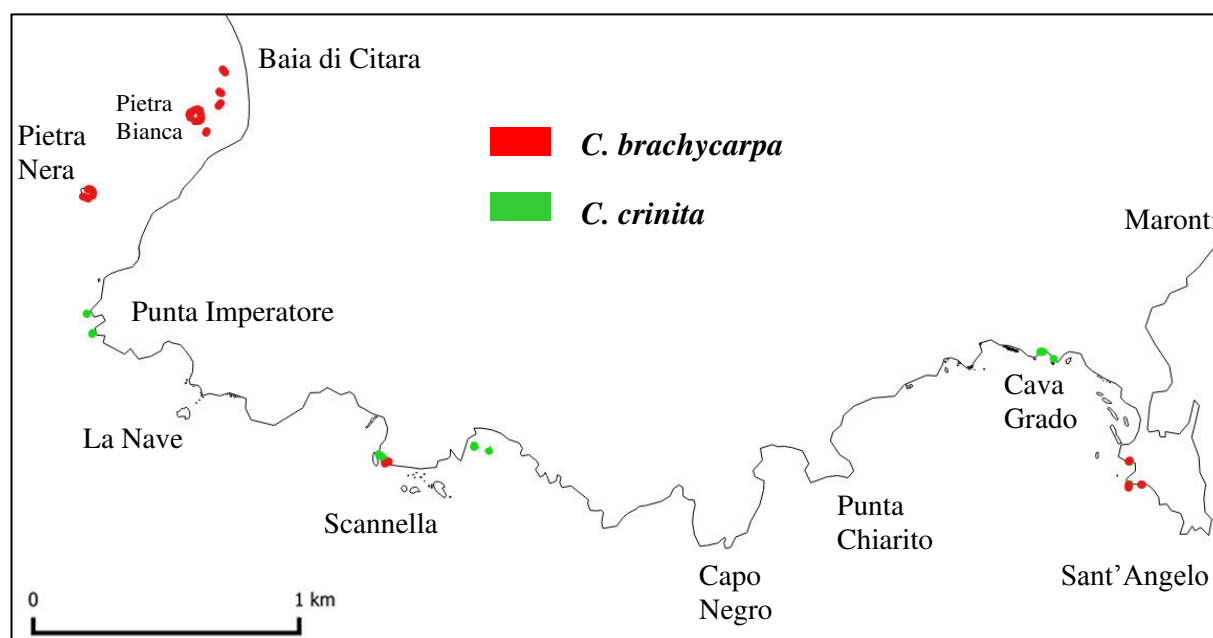 Baia di Citara
Pietra
Bianca
Pietra
Nera
C. brachycarpa
C. crinita
Maronti
Punta Imperatore
La Nave
Cava
Grado
Scannella
Punta
Chiarito
Capo
Negro
Sant’Angelo
0
1 km